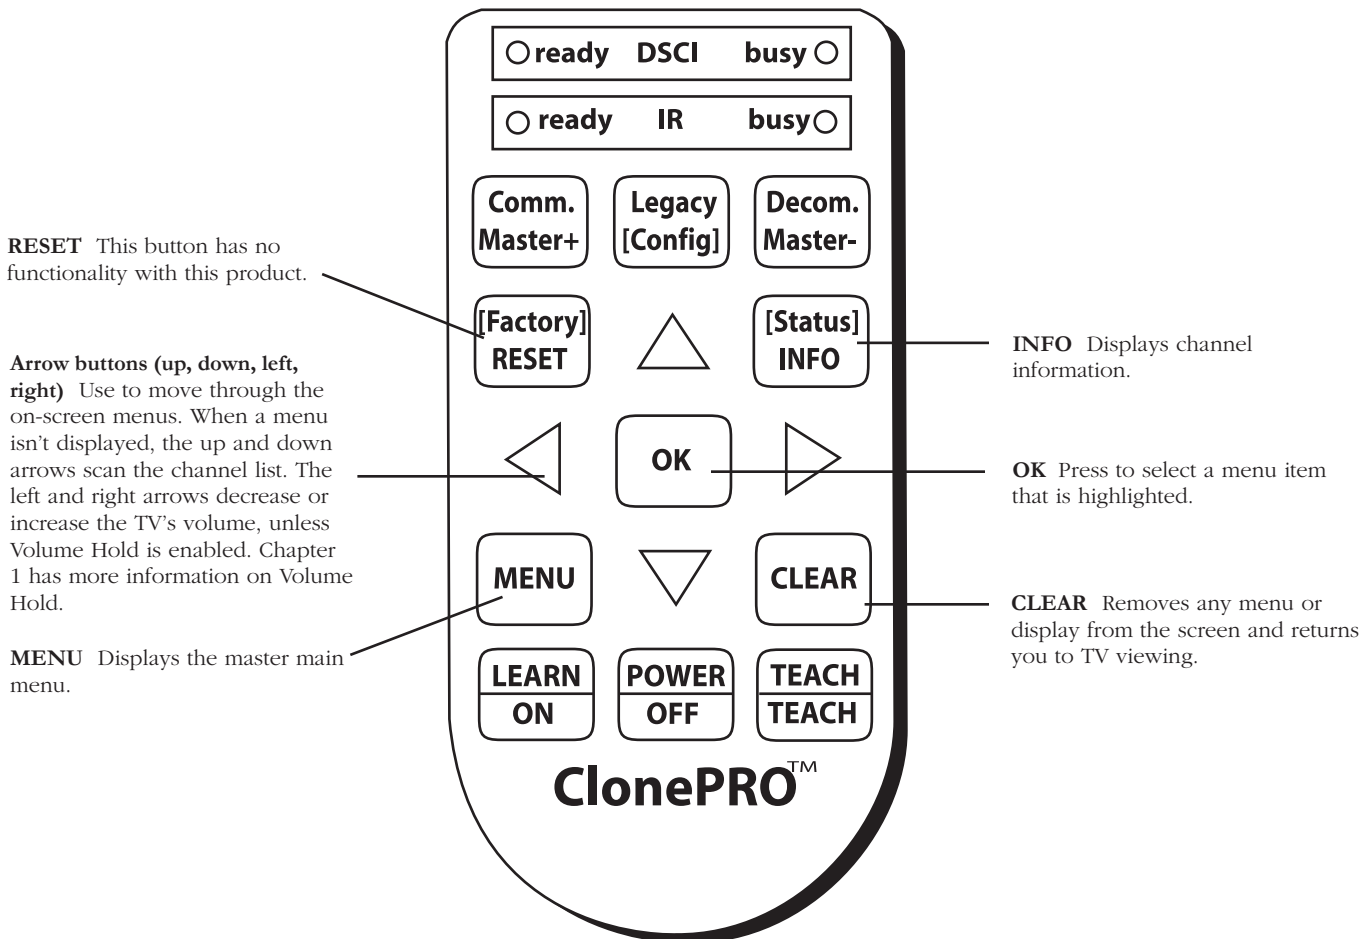 ready DSCI busy
ready IR busy
Comm.
Master+
Legacy
[Config]
Decom.
Master-
[Factory]
RESET
[Status]
INFO
OK
MENU
CLEAR
LEARN
ON
POWER
OFF
TEACH
TEACH
ClonePRO™
RESET This button has no
functionality with this product.
Arrow buttons (up, down, left,
right) Use to move through the
on-screen menus. When a menu
isn't displayed, the up and down
arrows scan the channel list. The
left and right arrows decrease or
increase the TV's volume, unless
Volume Hold is enabled. Chapter
1 has more information on Volume
Hold.
MENU Displays the master main
menu.
INFO Displays channel
information.
OK Press to select a menu item
that is highlighted.
CLEAR Removes any menu or
display from the screen and returns
you to TV viewing.